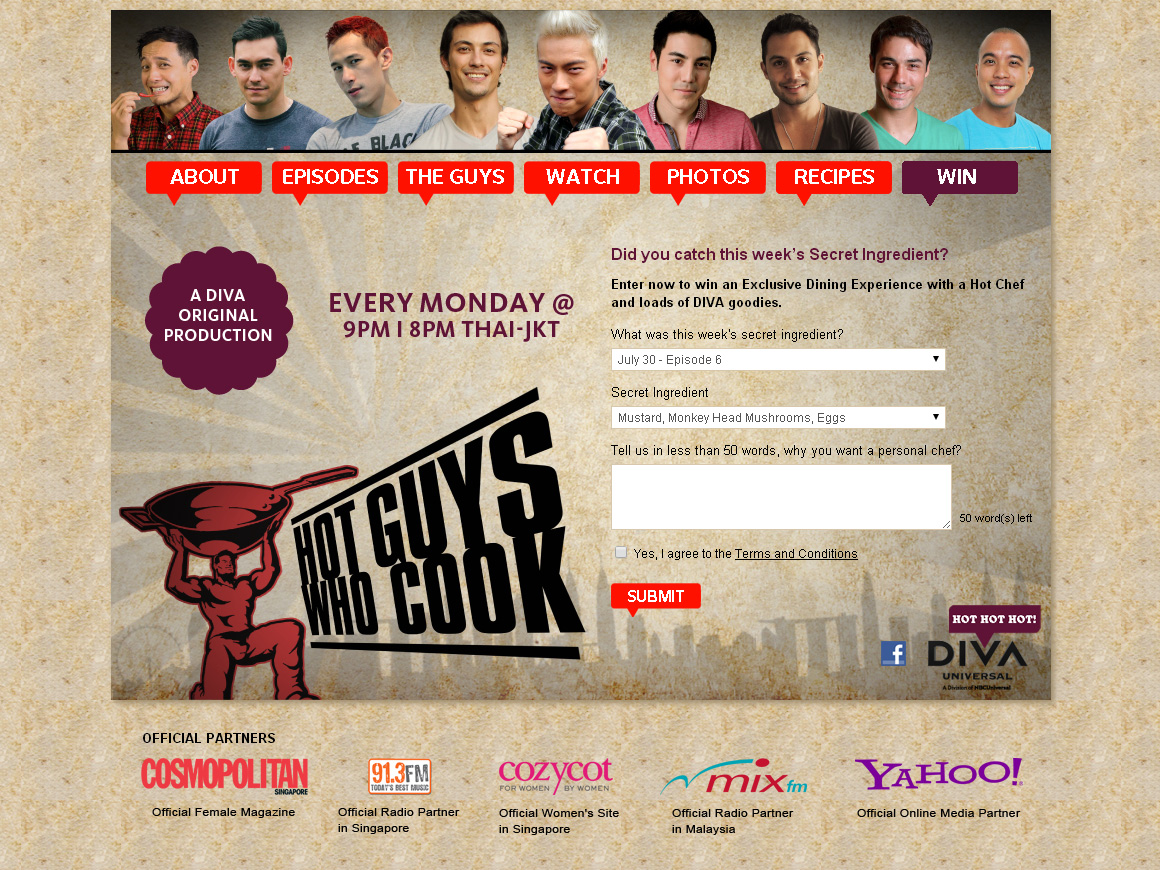 BLAC
ABOUT
EPISODES
THE GUYS
WATCH
PHOTOS
RECIPES
WIN
A DIVA
ORIGINAL
PRODUCTION
EVERY MONDAY @
9PM I 8PM THAI-JKT
HOT GUYS
WHO COOK
Did you catch this week’s Secret Ingredient?
Enter now to win an Exclusive Dining Experience with a Hot Chef
and loads of DIVA goodies.
What was this week's secret ingredient?
July 30 - Episode 6
Secret Ingredient
Mustard, Monkey Head Mushrooms, Eggs
Tell us in less than 50 words, why you want a personal chef?
50 word(s) left
Yes, I agree to the Terms and Conditions
SUBMIT
HOT HOT HOT!
f
DIVA
UNIVERSAL
A Division of NBCUniversal
OFFICIAL PARTNERS
COSMOPOLITAN
SINGAPORE
Official Female Magazine
91.3FM
TODAY'S BEST MUSIC
Official Radio Partner
in Singapore
cozycot
FOR WOMEN BY WOMEN
Official Women's Site
in Singapore
mix fm
Official Radio Partner
in Malaysia
YAHOO!
Official Online Media Partner